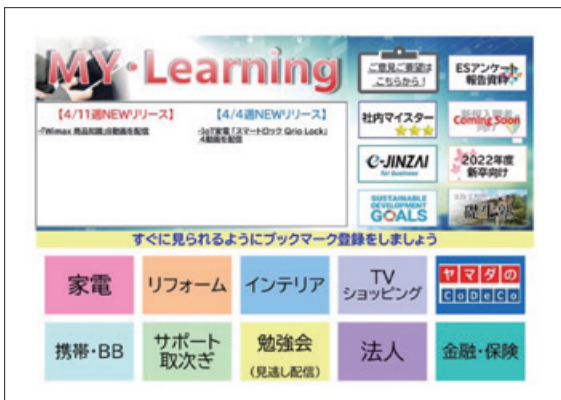 MY・Learning
ご意見ご要望は
こちらから！
ESアンケート
報告資料
【4/11週NEWリリース】
-「Wimax 商品知識」8動画を配信
【4/4週NEWリリース】
-IoT家電「スマートロック Qrio Lock」
4動画を配信
社内マイスター
Coming Soon
e-JINZAI
for business
2022年度
新卒向け
SUSTAINABLE
DEVELOPMENT
GOALS
すぐに見られるようにブックマーク登録をしましょう
家電
リフォーム
インテリア
TV
ショッピング
ヤマダの
CoDeCo
携帯・BB
サポート
取次ぎ
勉強会
(見逃し配信)
法人
金融・保険